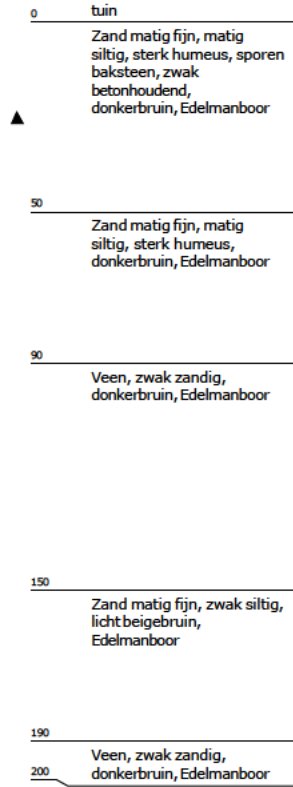 0 tuin
Zand matig fijn, matig
siltig, sterk humeus, sporen
baksteen, zwak
betonhoudend,
donkerbruin, Edelmanboor
50
Zand matig fijn, matig
siltig, sterk humeus,
donkerbruin, Edelmanboor
90
Veen, zwak zandig,
donkerbruin, Edelmanboor
150
Zand matig fijn, zwak siltig,
licht beigebruin,
Edelmanboor
190
Veen, zwak zandig,
200 donkerbruin, Edelmanboor